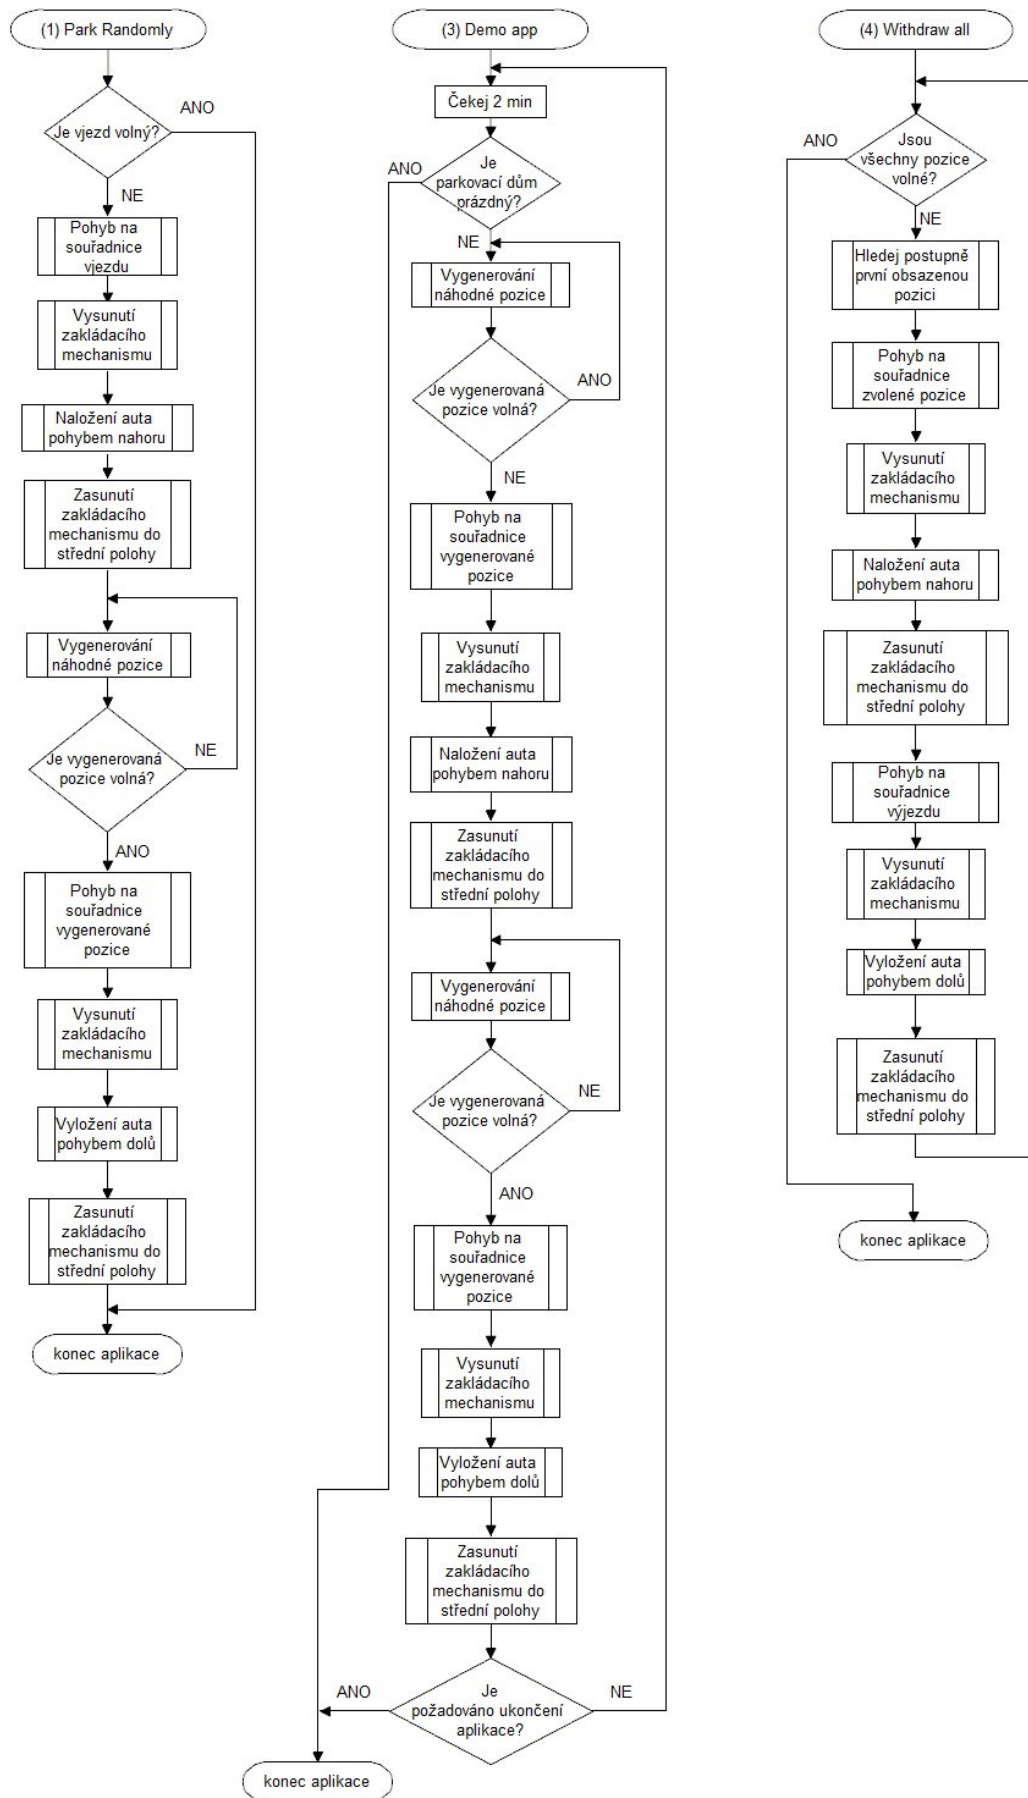 (1) Park Randomly
ANO
Je vjezd volný?
NE
Pohyb na
souřadnice
vjezdu
Vysunutí
zakládacího
mechanismu
Naložení auta
pohybem nahoru
Zasunutí
zakládacího
mechanismu do
střední polohy
Vygenerování
náhodné pozice
Je vygenerovaná
pozice volná?
NE
ANO
Pohyb na
souřadnice
vygenerované
pozice
Vysunutí
zakládacího
mechanismu
Vyložení auta
pohybem dolů
Zasunutí
zakládacího
mechanismu do
střední polohy
konec aplikace
(3) Demo app
Čekej 2 min
ANO
Je
parkovací dům
prázdný?
NE
Vygenerování
náhodné pozice
Je vygenerovaná
pozice volná?
ANO
NE
Pohyb na
souřadnice
vygenerované
pozice
Vysunutí
zakládacího
mechanismu
Naložení auta
pohybem nahoru
Zasunutí
zakládacího
mechanismu do
střední polohy
Vygenerování
náhodné pozice
Je vygenerovaná
pozice volná?
NE
ANO
Pohyb na
souřadnice
vygenerované
pozice
Vysunutí
zakládacího
mechanismu
Vyložení auta
pohybem dolů
Zasunutí
zakládacího
mechanismu do
střední polohy
ANO
Je
požadováno ukončení
aplikace?
NE
konec aplikace
(4) Withdraw all
ANO
Jsou
všechny pozice
volné?
NE
Hledej postupně
první obsazenou
pozici
Pohyb na
souřadnice
zvolené pozice
Vysunutí
zakládacího
mechanismu
Naložení auta
pohybem nahoru
Zasunutí
zakládacího
mechanismu do
střední polohy
Pohyb na
souřadnice
výjezdu
Vysunutí
zakládacího
mechanismu
Vyložení auta
pohybem dolů
Zasunutí
zakládacího
mechanismu do
střední polohy
konec aplikace